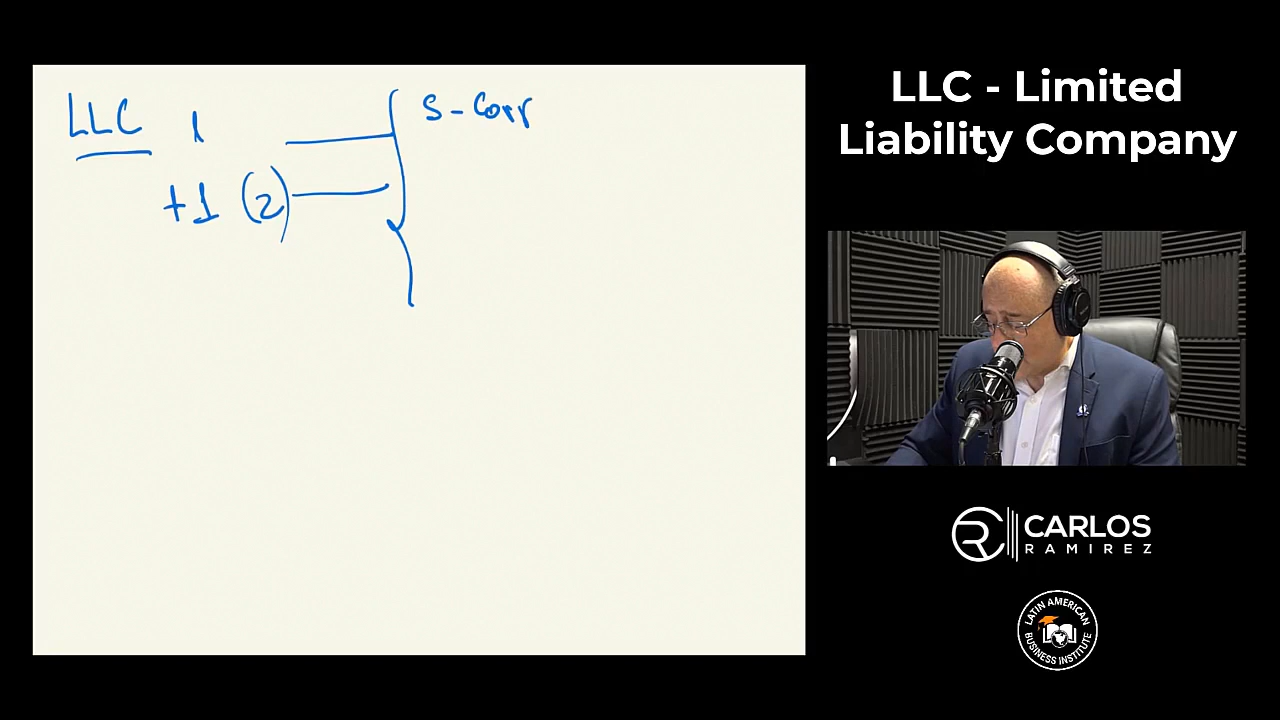 LLC 1 S-Corp
+1 (2)
LLC - Limited
Liability Company
CARLOS
RAMIREZ
LATIN AMERICAN
BUSINESS INSTITUTE